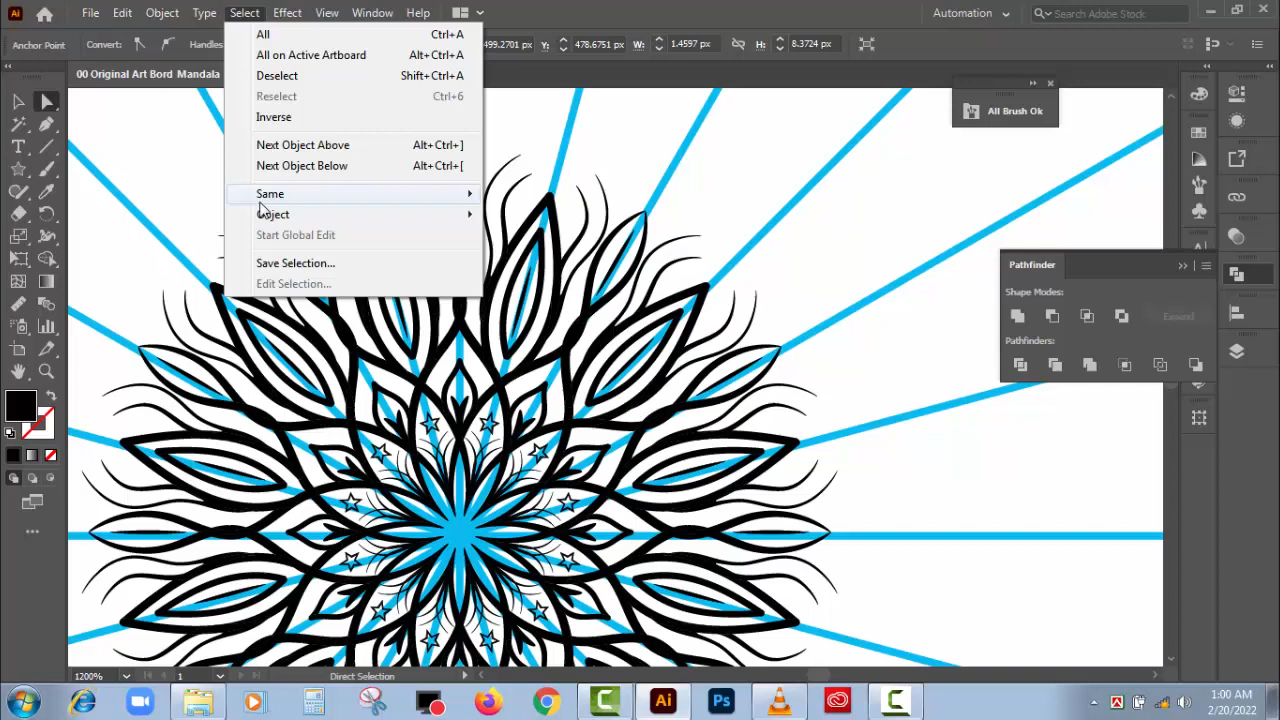 Ai File Edit Object Type Select Effect View Window Help Automation Search Adobe Stock
Anchor Point Convert: Handles 499.2701 px Y: 478.6751 px W: 1.4597 px H: 8.3724 px
00 Original Art Bord Mandala
All Ctrl+A
All on Active Artboard Alt+Ctrl+A
Deselect Shift+Ctrl+A
Reselect Ctrl+6
Inverse
Next Object Above Alt+Ctrl+]
Next Object Below Alt+Ctrl+[
Same
Object
Start Global Edit
Save Selection...
Edit Selection...
All Brush Ok
Pathfinder
Shape Modes:
Expand
Pathfinders:
1200% 1 Direct Selection
Ai Ps
1:00 AM
2/20/2022